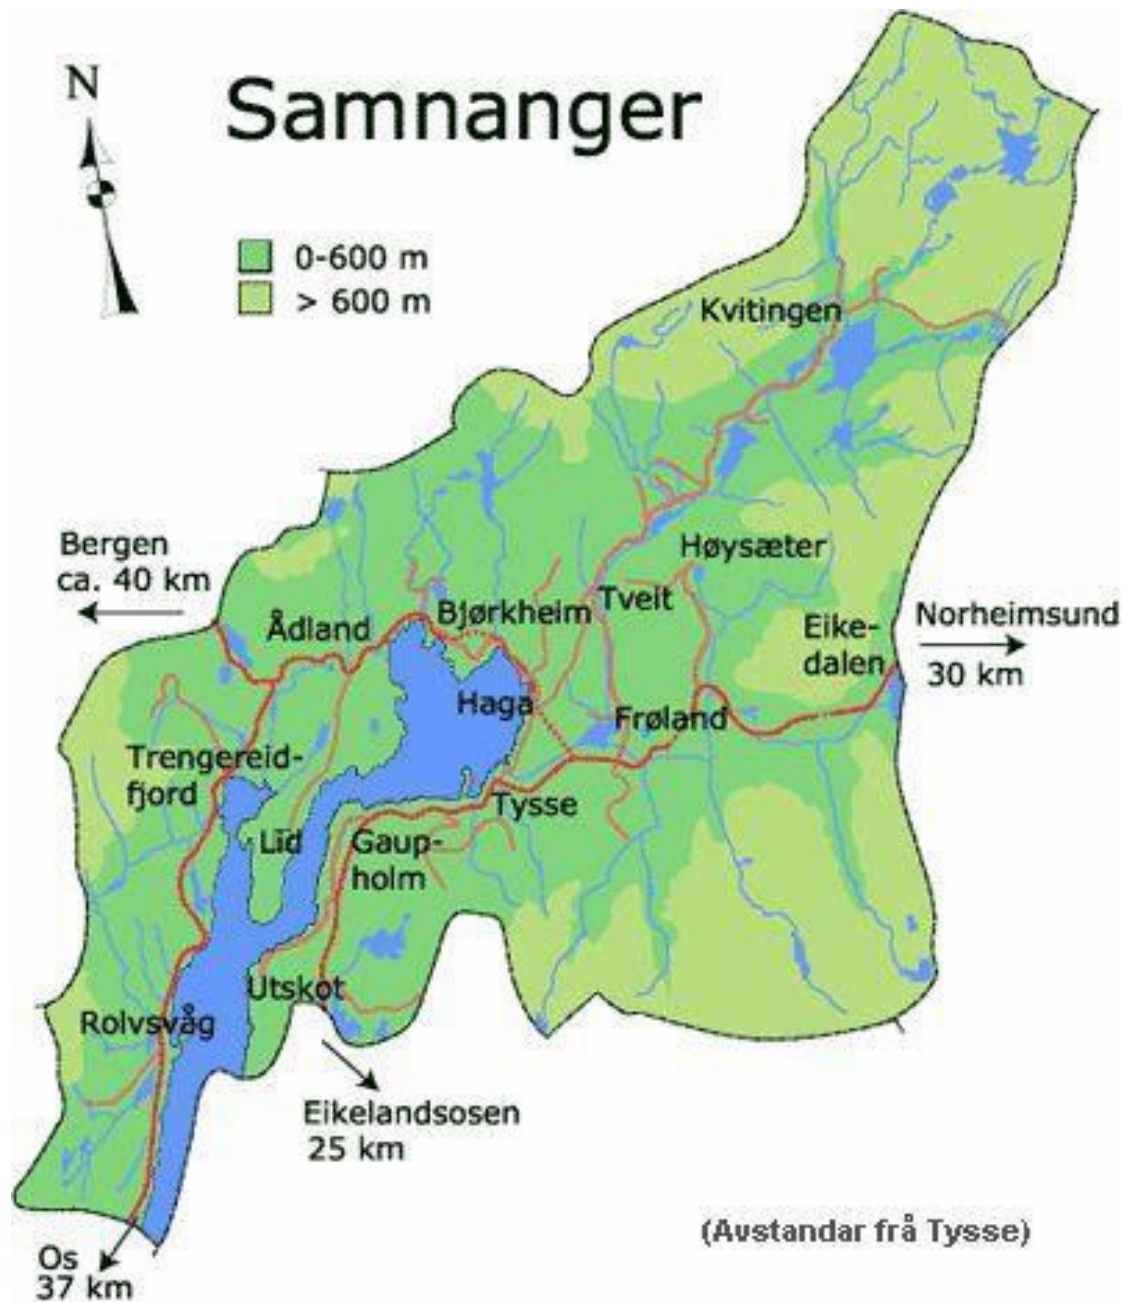 N
Samnanger
0-600 m
> 600 m
Kvitingen
Bergen
ca. 40 km
Høysæter
Tveit
Bjørkheim
Ådland
Eike-
dalen
Norheimsund
30 km
Haga
Frøland
Trengereid-
fjord
Tysse
Lid
Gaup-
holm
Utskot
Rolvsvåg
Eikelandsosen
25 km
(Avstandar frå Tysse)
Os
37 km